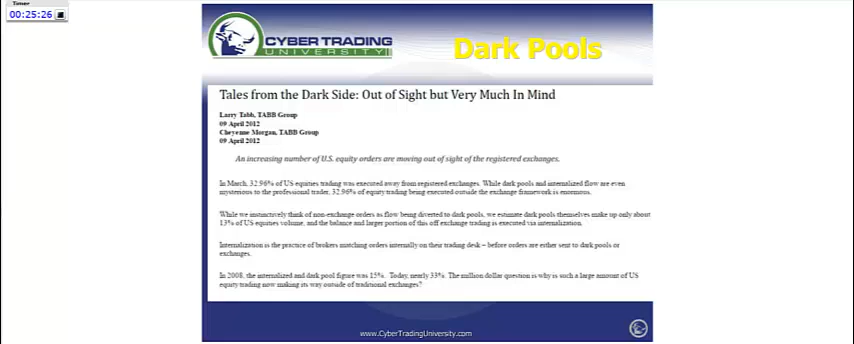 Timer
00:25:26
CYBER TRADING
UNIVERSITY
Dark Pools
Tales from the Dark Side: Out of Sight but Very Much In Mind
Larry Tabb, TABB Group
09 April 2012
Cheyenne Morgan, TABB Group
09 April 2012
An increasing number of U.S. equity orders are moving out of sight of the registered exchanges.
In March, 32.96% of US equities trading was executed away from registered exchanges. While dark pools and internalized flow are even
mysterious to the professional trader, 32.96% of equity trading being executed outside the exchange framework is enormous.
While we instinctively think of non-exchange orders as flow being diverted to dark pools, we estimate dark pools themselves make up only about
13% of US equities volume, and the balance and larger portion of this off exchange trading is executed via internalization.
Internalization is the practice of brokers matching orders internally on their trading desk – before orders are either sent to dark pools or
exchanges.
In 2008, the internalized and dark pool figure was 15%. Today, nearly 33%. The million dollar question is why is such a large amount of US
equity trading now making its way outside of traditional exchanges?
www.CyberTradingUniversity.com